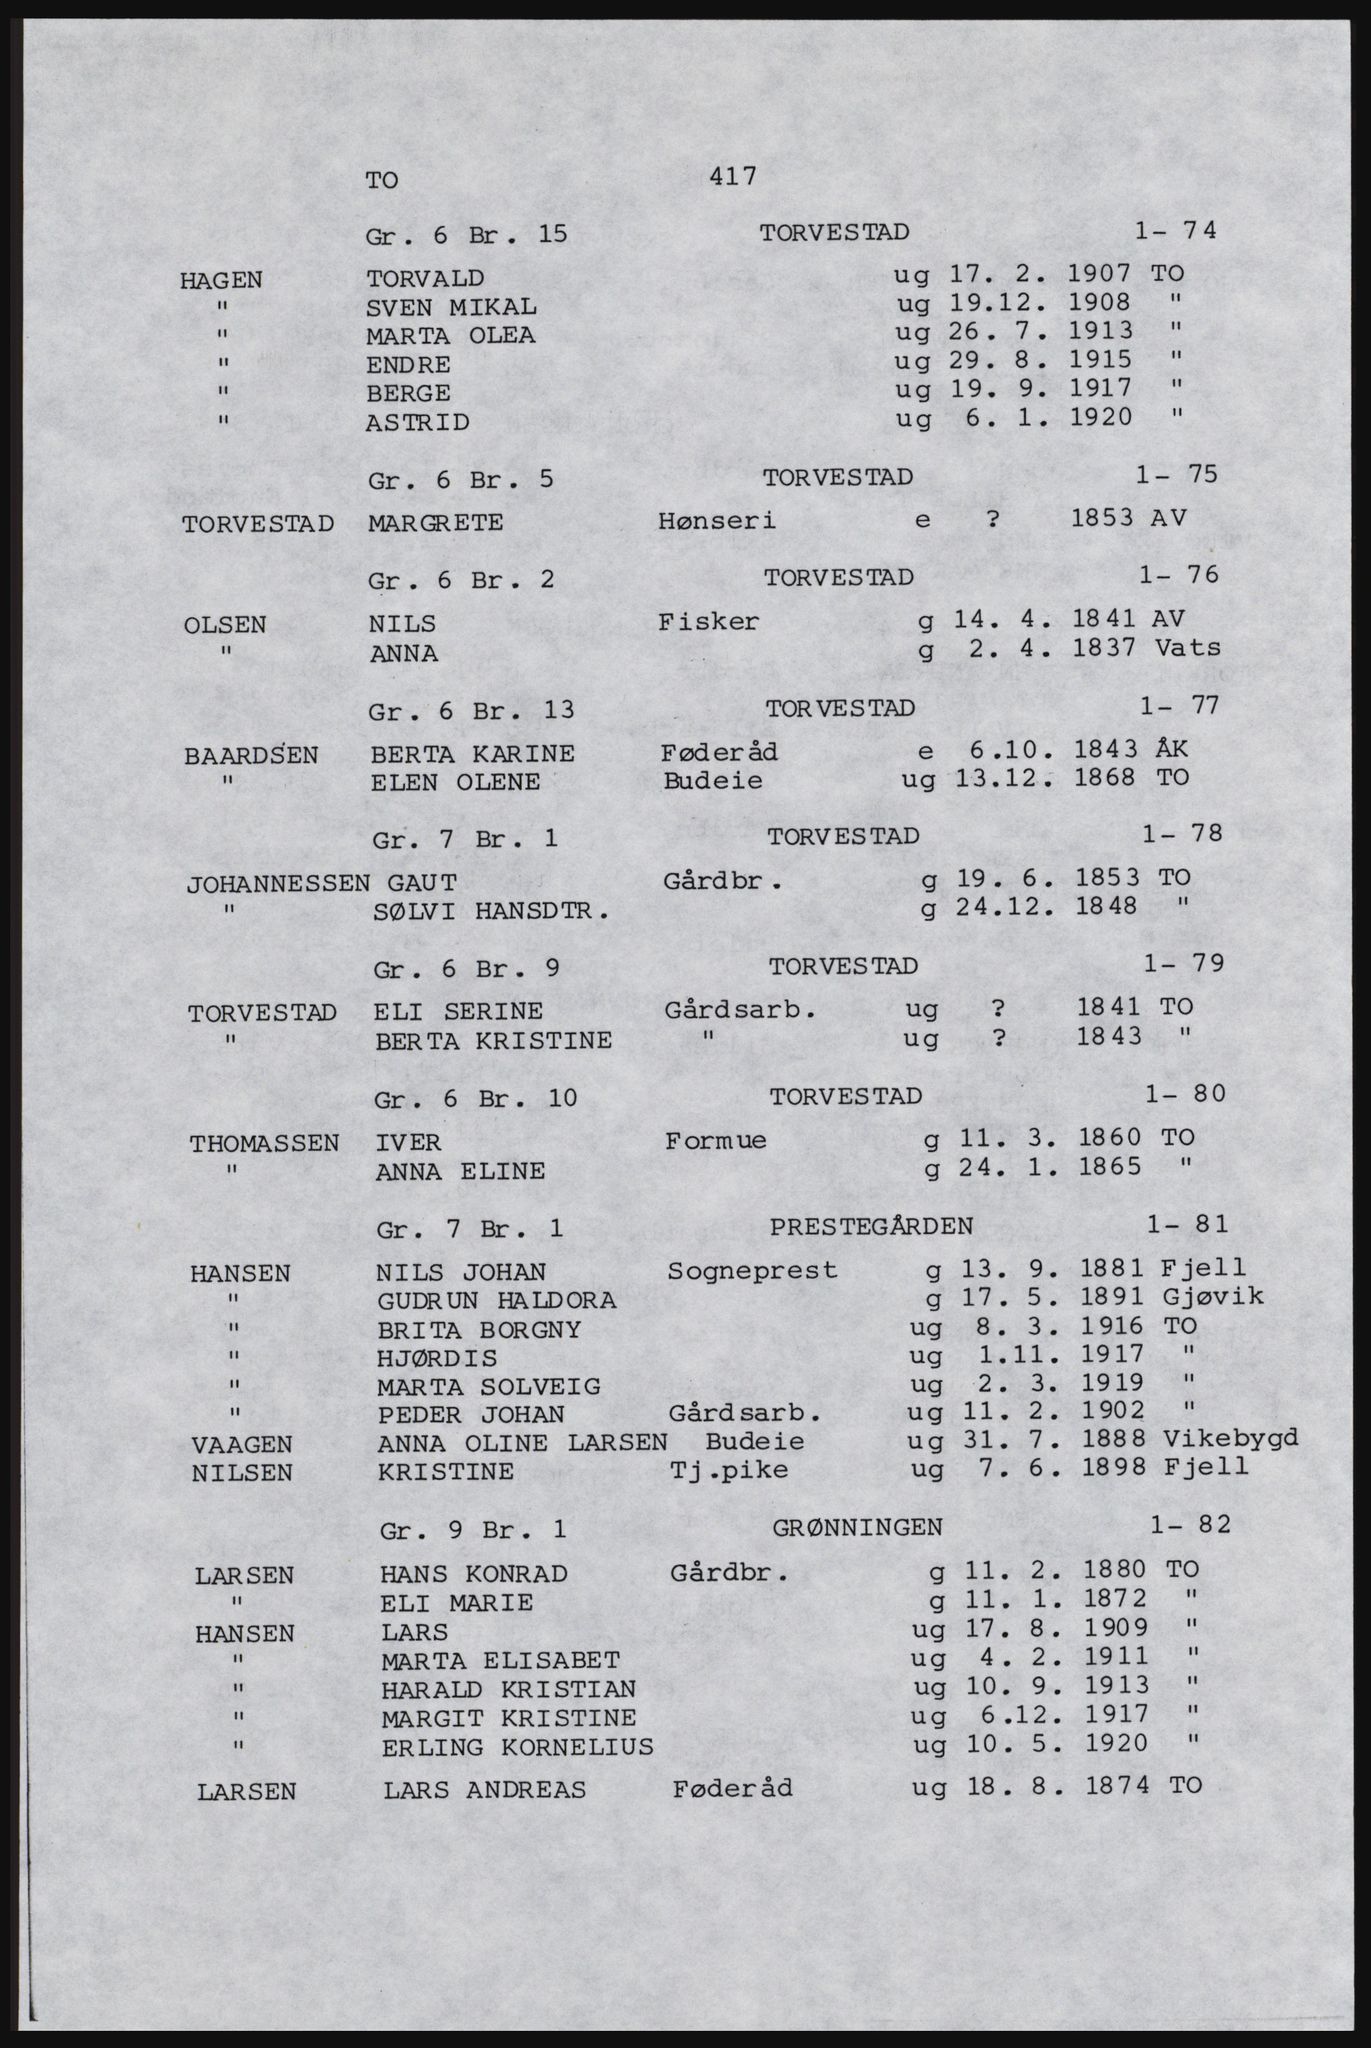 TO 417
Gr. 6 Br. 15 TORVESTAD 1- 74
HAGEN TORVALD ug 17. 2. 1907 TO
" SVEN MIKAL ug 19.12. 1908 "
" MARTA OLEA ug 26. 7. 1913 "
" ENDRE ug 29. 8. 1915 "
" BERGE ug 19. 9. 1917 "
" ASTRID ug 6. 1. 1920 "
Gr. 6 Br. 5 TORVESTAD 1- 75
TORVESTAD MARGRETE Hønseri e ? 1853 AV
Gr. 6 Br. 2 TORVESTAD 1- 76
OLSEN NILS Fisker g 14. 4. 1841 AV
" ANNA g 2. 4. 1837 Vats
Gr. 6 Br. 13 TORVESTAD 1- 77
BAARDSEN BERTA KARINE Føderåd e 6.10. 1843 ÅK
" ELEN OLENE Budeie ug 13.12. 1868 TO
Gr. 7 Br. 1 TORVESTAD 1- 78
JOHANNESSEN GAUT Gårdbr. g 19. 6. 1853 TO
" SØLVI HANSDTR. g 24.12. 1848 "
Gr. 6 Br. 9 TORVESTAD 1- 79
TORVESTAD ELI SERINE Gårdsarb. ug ? 1841 TO
" BERTA KRISTINE " ug ? 1843 "
Gr. 6 Br. 10 TORVESTAD 1- 80
THOMASSEN IVER Formue g 11. 3. 1860 TO
" ANNA ELINE g 24. 1. 1865 "
Gr. 7 Br. 1 PRESTEGÅRDEN 1- 81
HANSEN NILS JOHAN Sogneprest g 13. 9. 1881 Fjell
" GUDRUN HALDORA g 17. 5. 1891 Gjøvik
" BRITA BORGNY ug 8. 3. 1916 TO
" HJØRDIS ug 1.11. 1917 "
" MARTA SOLVEIG ug 2. 3. 1919 "
" PEDER JOHAN Gårdsarb. ug 11. 2. 1902 "
VAAGEN ANNA OLINE LARSEN Budeie ug 31. 7. 1888 Vikebygd
NILSEN KRISTINE Tj.pike ug 7. 6. 1898 Fjell
Gr. 9 Br. 1 GRØNNINGEN 1- 82
LARSEN HANS KONRAD Gårdbr. g 11. 2. 1880 TO
" ELI MARIE g 11. 1. 1872 "
HANSEN LARS ug 17. 8. 1909 "
" MARTA ELISABET ug 4. 2. 1911 "
" HARALD KRISTIAN ug 10. 9. 1913 "
" MARGIT KRISTINE ug 6.12. 1917 "
" ERLING KORNELIUS ug 10. 5. 1920 "
LARSEN LARS ANDREAS Føderåd ug 18. 8. 1874 TO